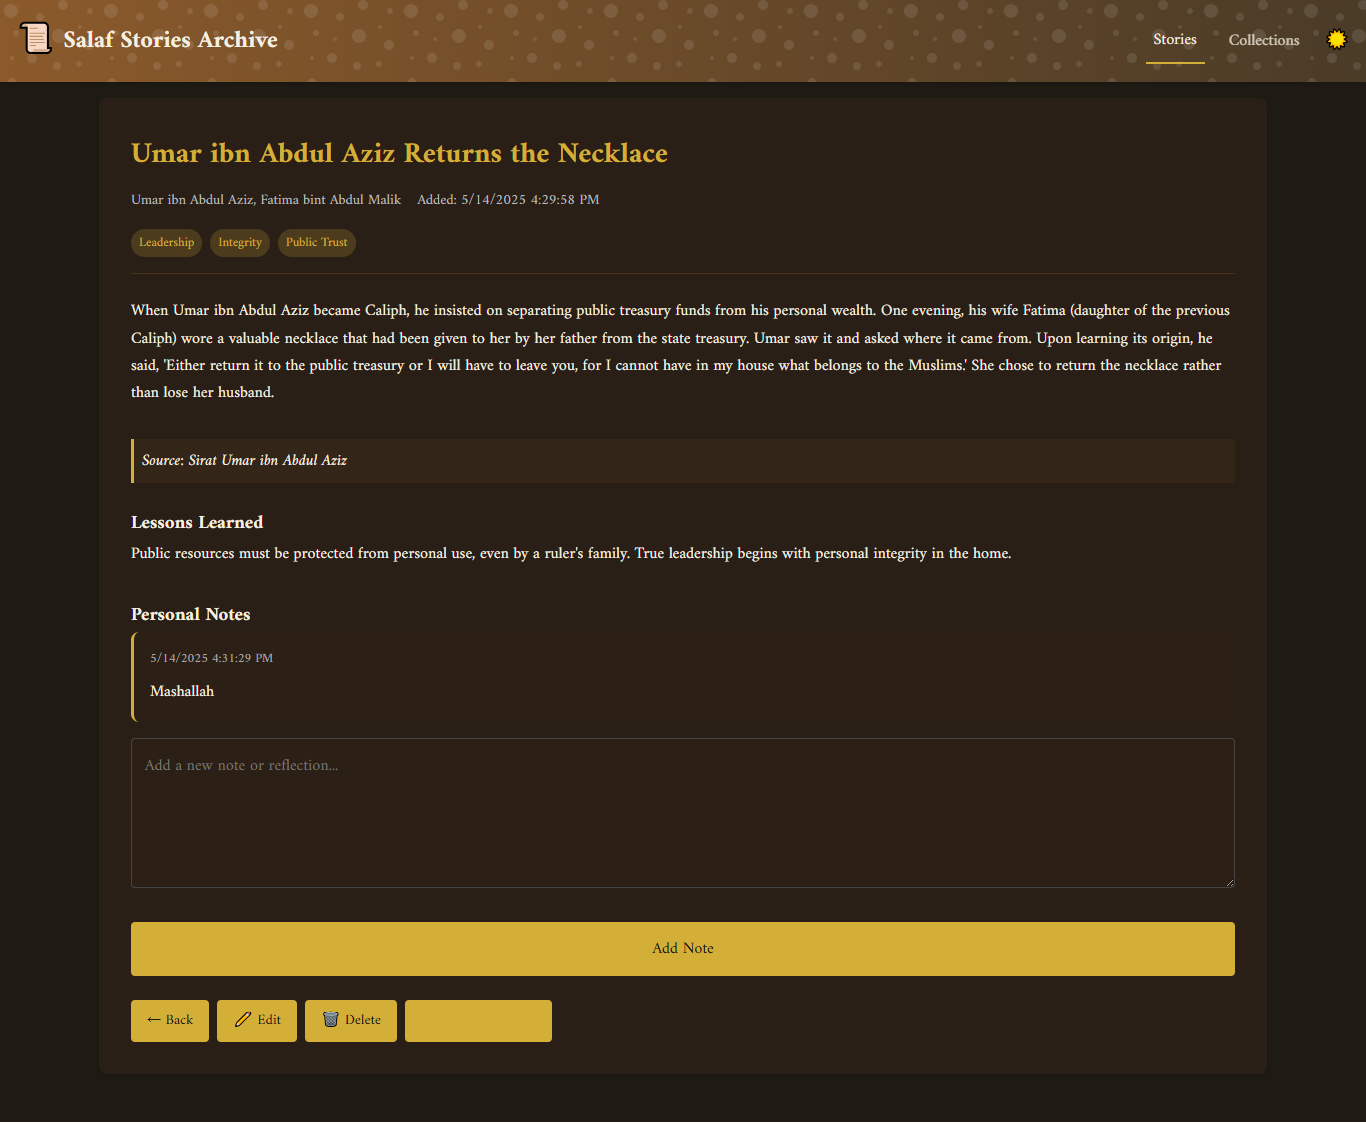 Salaf Stories Archive
Stories
Collections
Umar ibn Abdul Aziz Returns the Necklace
Umar ibn Abdul Aziz, Fatima bint Abdul Malik Added: 5/14/2025 4:29:58 PM
Leadership Integrity Public Trust
When Umar ibn Abdul Aziz became Caliph, he insisted on separating public treasury funds from his personal wealth. One evening, his wife Fatima (daughter of the previous
Caliph) wore a valuable necklace that had been given to her by her father from the state treasury. Umar saw it and asked where it came from. Upon learning its origin, he
said, 'Either return it to the public treasury or I will have to leave you, for I cannot have in my house what belongs to the Muslims.' She chose to return the necklace rather
than lose her husband.
Source: Sirat Umar ibn Abdul Aziz
Lessons Learned
Public resources must be protected from personal use, even by a ruler's family. True leadership begins with personal integrity in the home.
Personal Notes
5/14/2025 4:31:29 PM
Mashallah
Add a new note or reflection...
Add Note
← Back
Edit
Delete